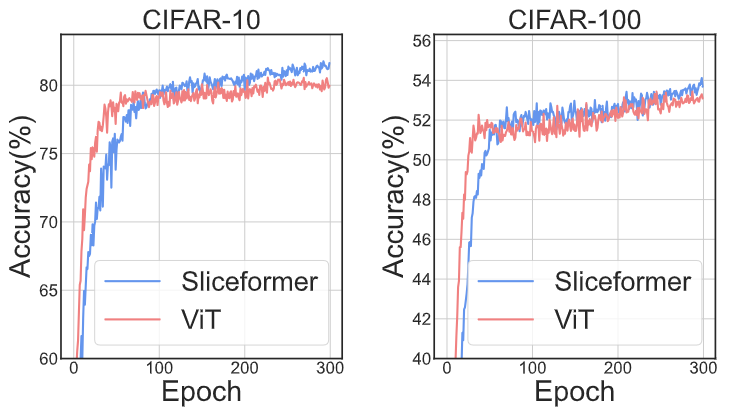 CIFAR-10
Accuracy(%)
80
75
70
65
60
0 100 200 300
Epoch
Sliceformer
ViT
CIFAR-100
Accuracy(%)
56
54
52
50
48
46
44
42
40
0 100 200 300
Epoch
Sliceformer
ViT